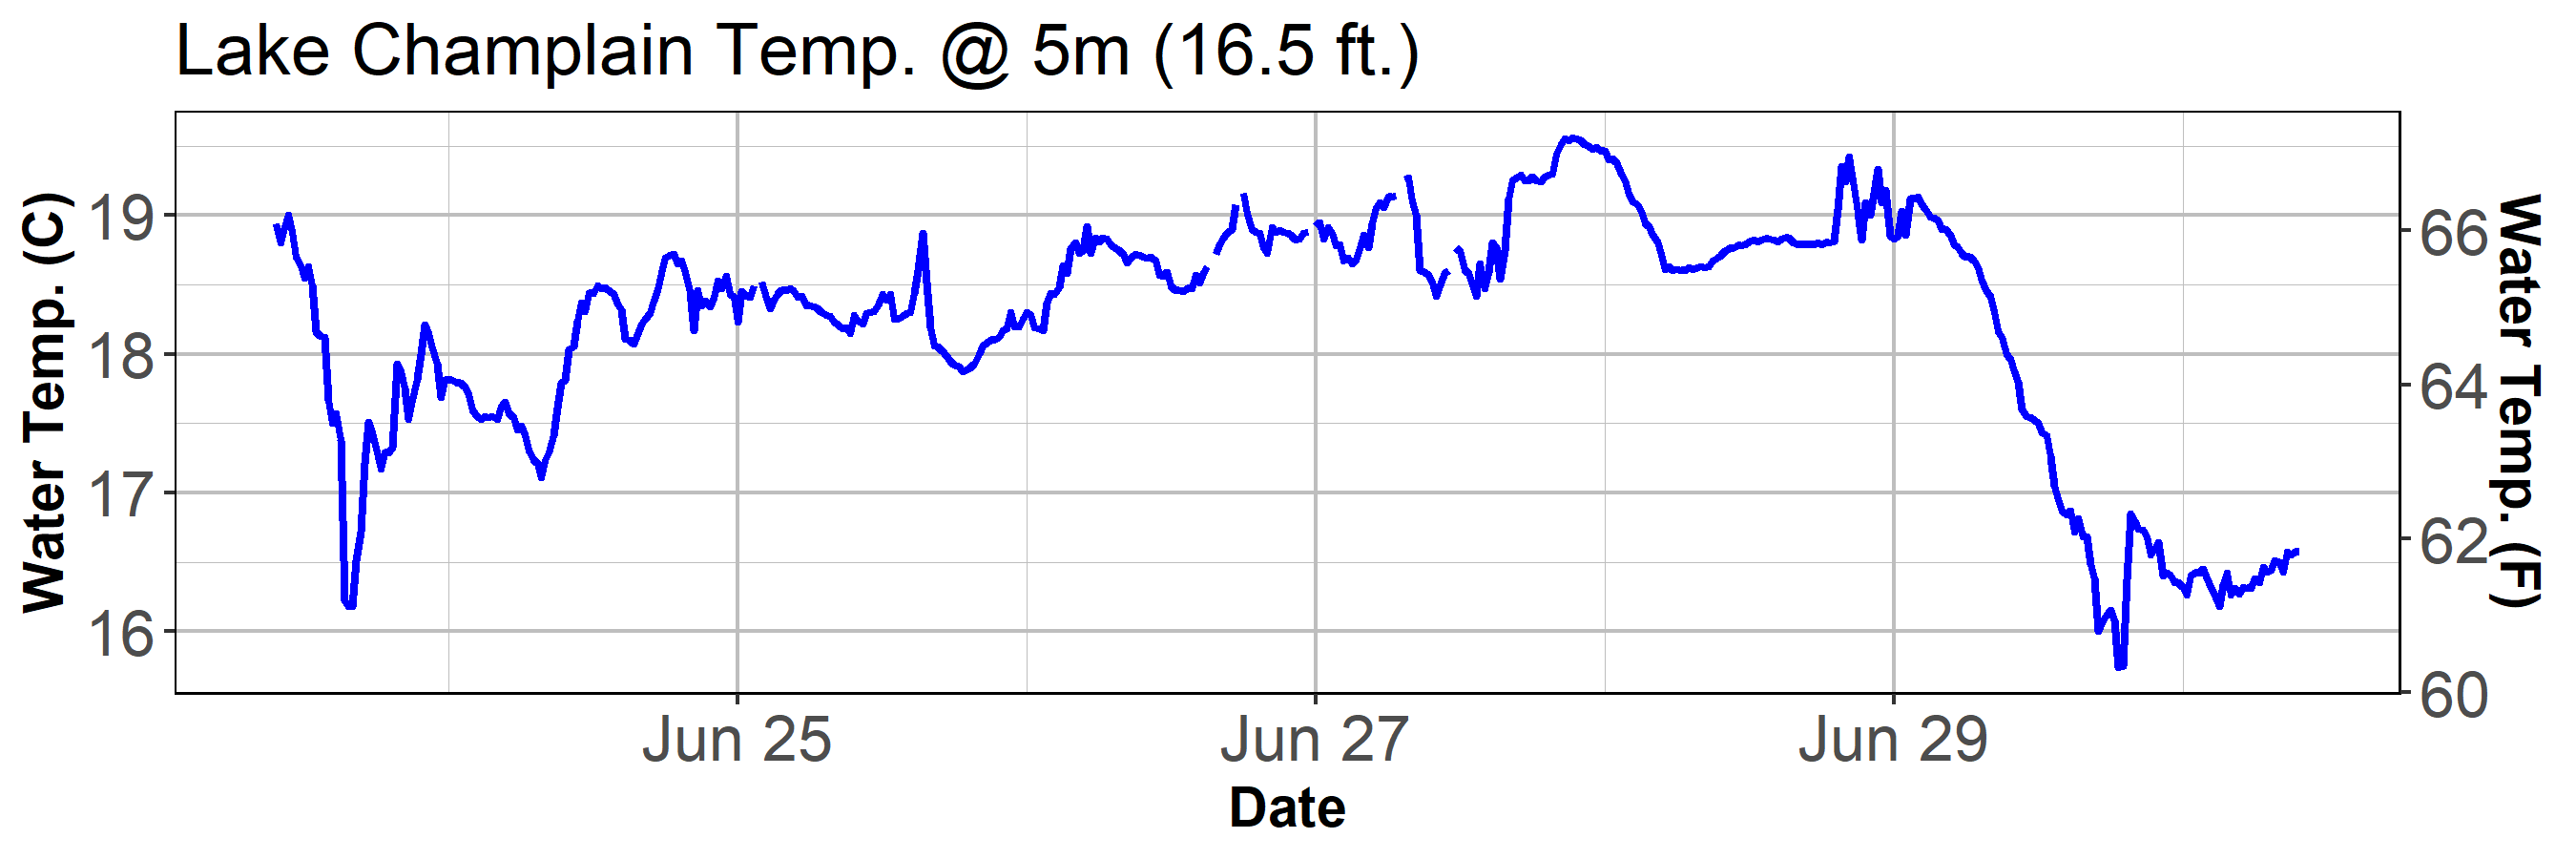 Lake Champlain Temp. @ 5m (16.5 ft.)
Water Temp. (C)
19
18
17
16
66
64
62
60
Water Temp. (F)
Jun 25 Jun 27 Jun 29
Date